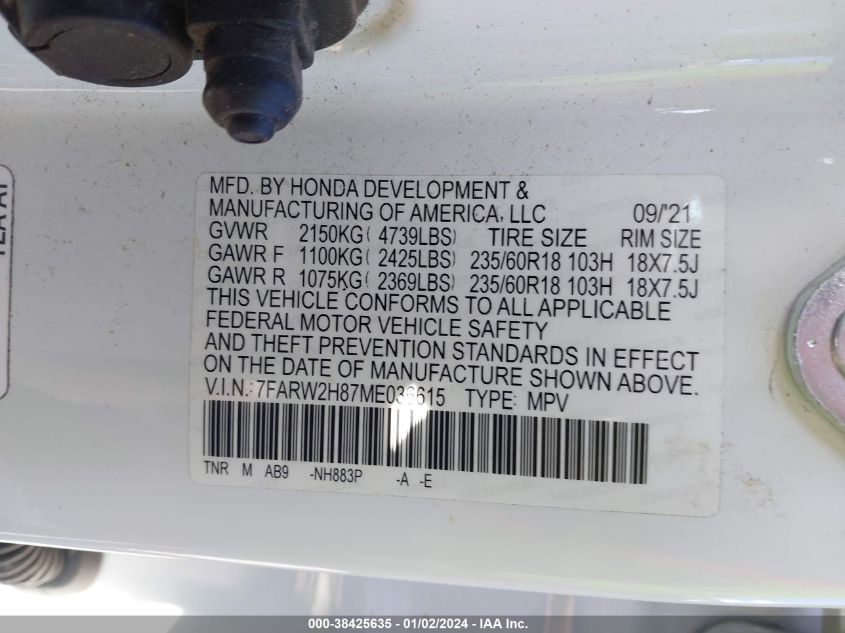 MFD. BY HONDA DEVELOPMENT &
MANUFACTURING OF AMERICA, LLC 09/'21
GVWR 2150KG( 4739LBS) TIRE SIZE RIM SIZE
GAWR F 1100KG( 2425LBS) 235/60R18 103H 18X7.5J
GAWR R 1075KG( 2369LBS) 235/60R18 103H 18X7.5J
THIS VEHICLE CONFORMS TO ALL APPLICABLE
FEDERAL MOTOR VEHICLE SAFETY
AND THEFT PREVENTION STANDARDS IN EFFECT
ON THE DATE OF MANUFACTURE SHOWN ABOVE.
V.I.N.: 7FARW2H87ME036615 TYPE: MPV
TNR M AB9 -NH883P -A -E
000-38425635 - 01/02/2024 - IAA Inc.